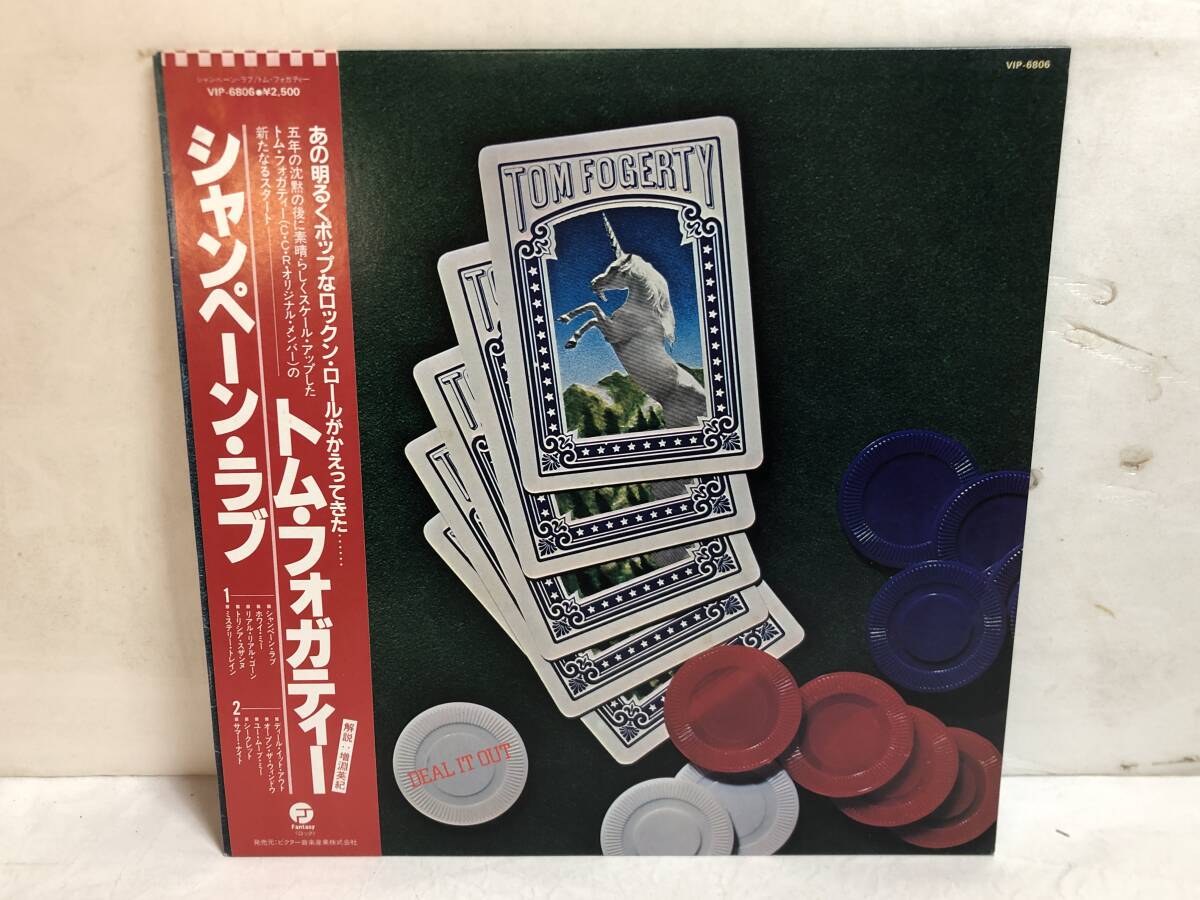 シャンペーン・ラブ/トム・フォガティー
VIP-6806●¥2,500
あの明るくポップなロックン・ロールがかえってきた……
五年の沈黙の後に素晴らしくスケール・アップした
トム・フォガティー(C・C・R・オリジナル・メンバー)の
新たなるスタート
シャンペーン・ラブ
トム・フォガティー
1
■シャンペーン・ラブ
■ホワイ・ミー
■リアル・リアル・ゴーン
■トリシア・スザンヌ
■ミステリー・トレイン
2
■ディール・イット・アウト
■オープン・ザ・ウィンドウ
■ユー・ムーブ・ミー
■シークレット
■サマー・ナイト
解説:増淵英紀
Fantasy
(ロック)
発売元:ビクター音楽産業株式会社
VIP-6806
TOM FOGERTY
DEAL IT OUT